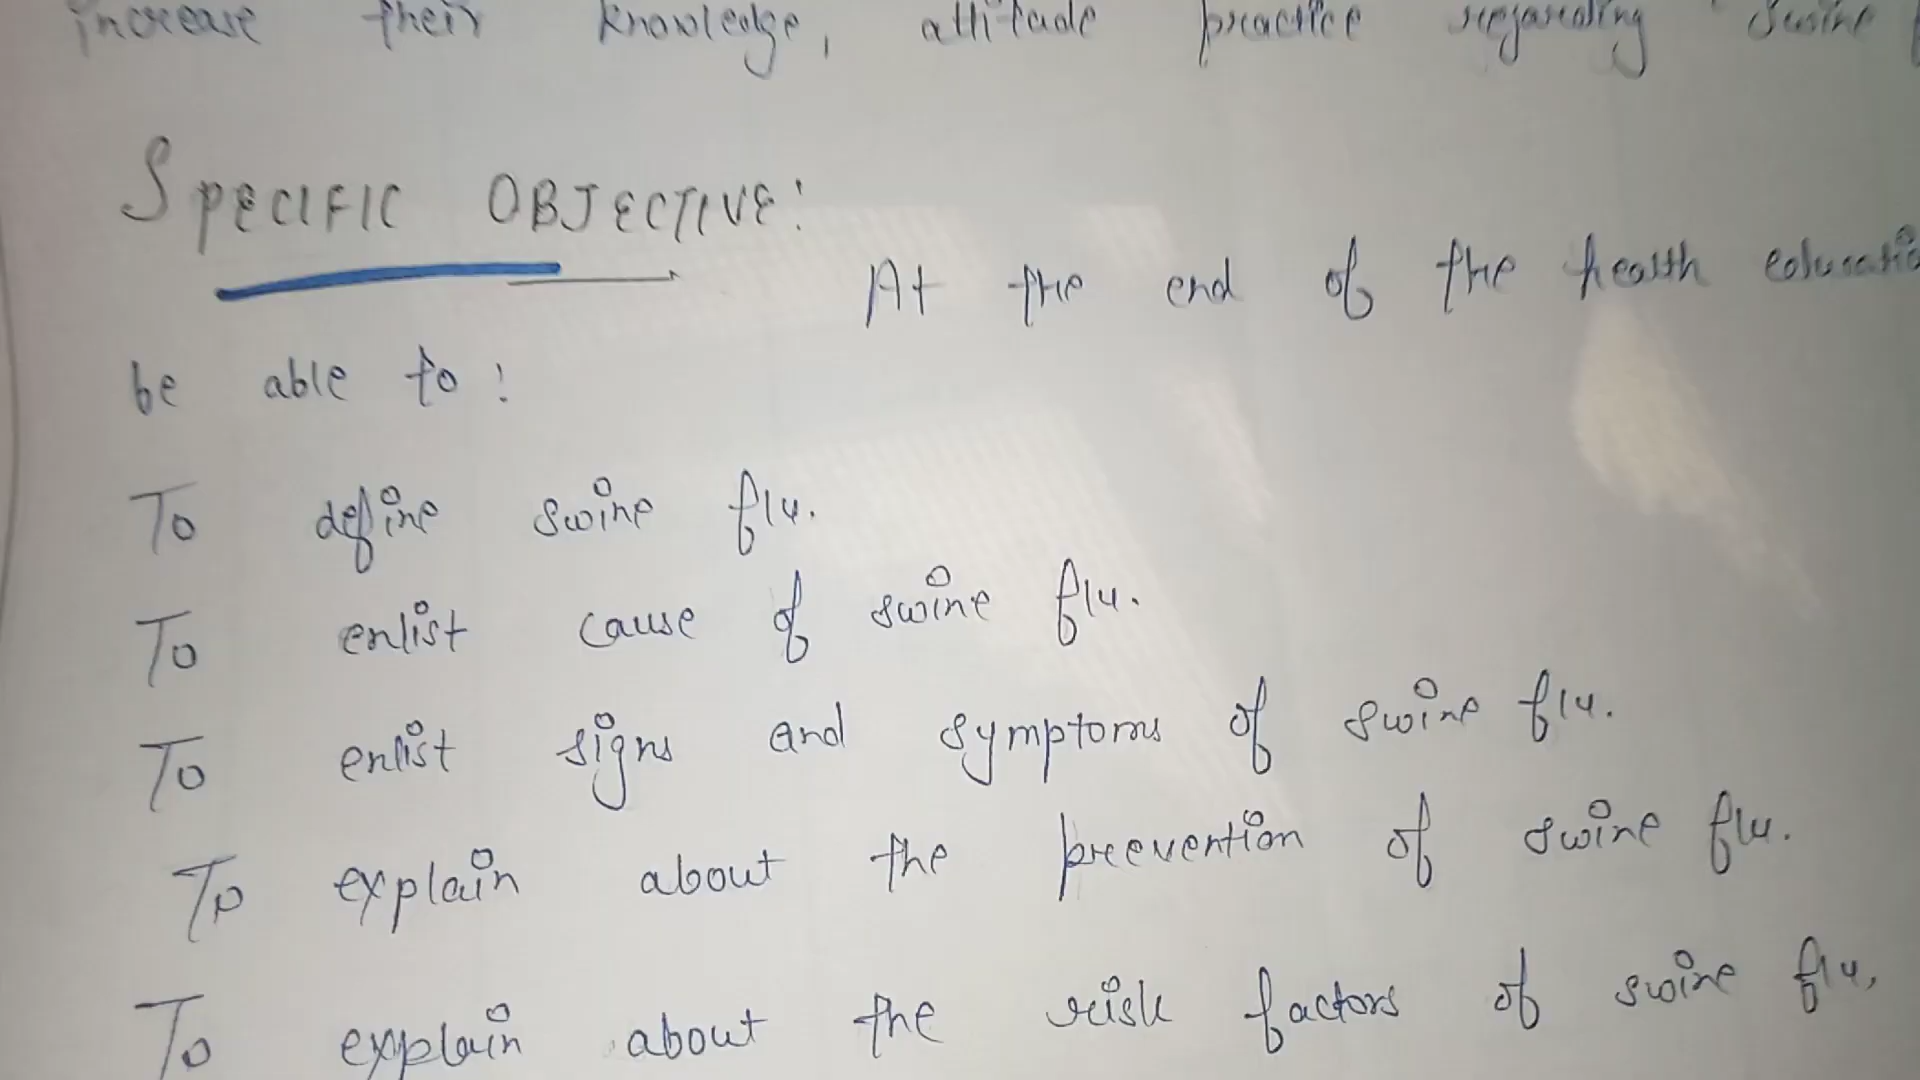 increase their knowledge, attitude practice regarding swine
SPECIFIC OBJECTIVE:
At the end of the health educatio
be able to:
To define swine flu.
To enlist cause of swine flu.
To enlist signs and symptoms of swine flu.
To explain about the preevention of swine flu.
To explain about the risk factors of swine flu,